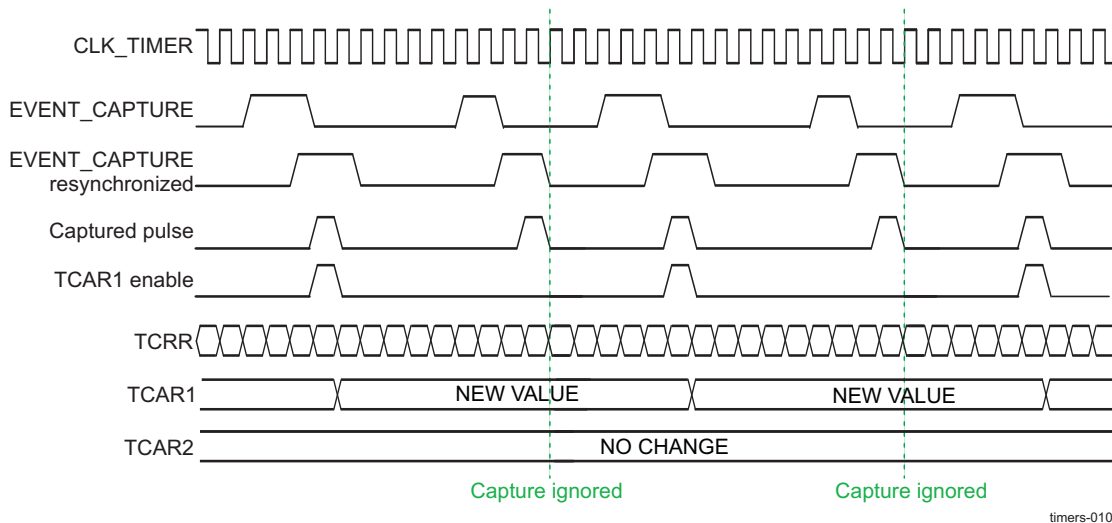 CLK_TIMER
EVENT_CAPTURE
EVENT_CAPTURE
resynchronized
Captured pulse
TCAR1 enable
TCRR
TCAR1
NEW VALUE
NEW VALUE
TCAR2
NO CHANGE
Capture ignored
Capture ignored
timers-010